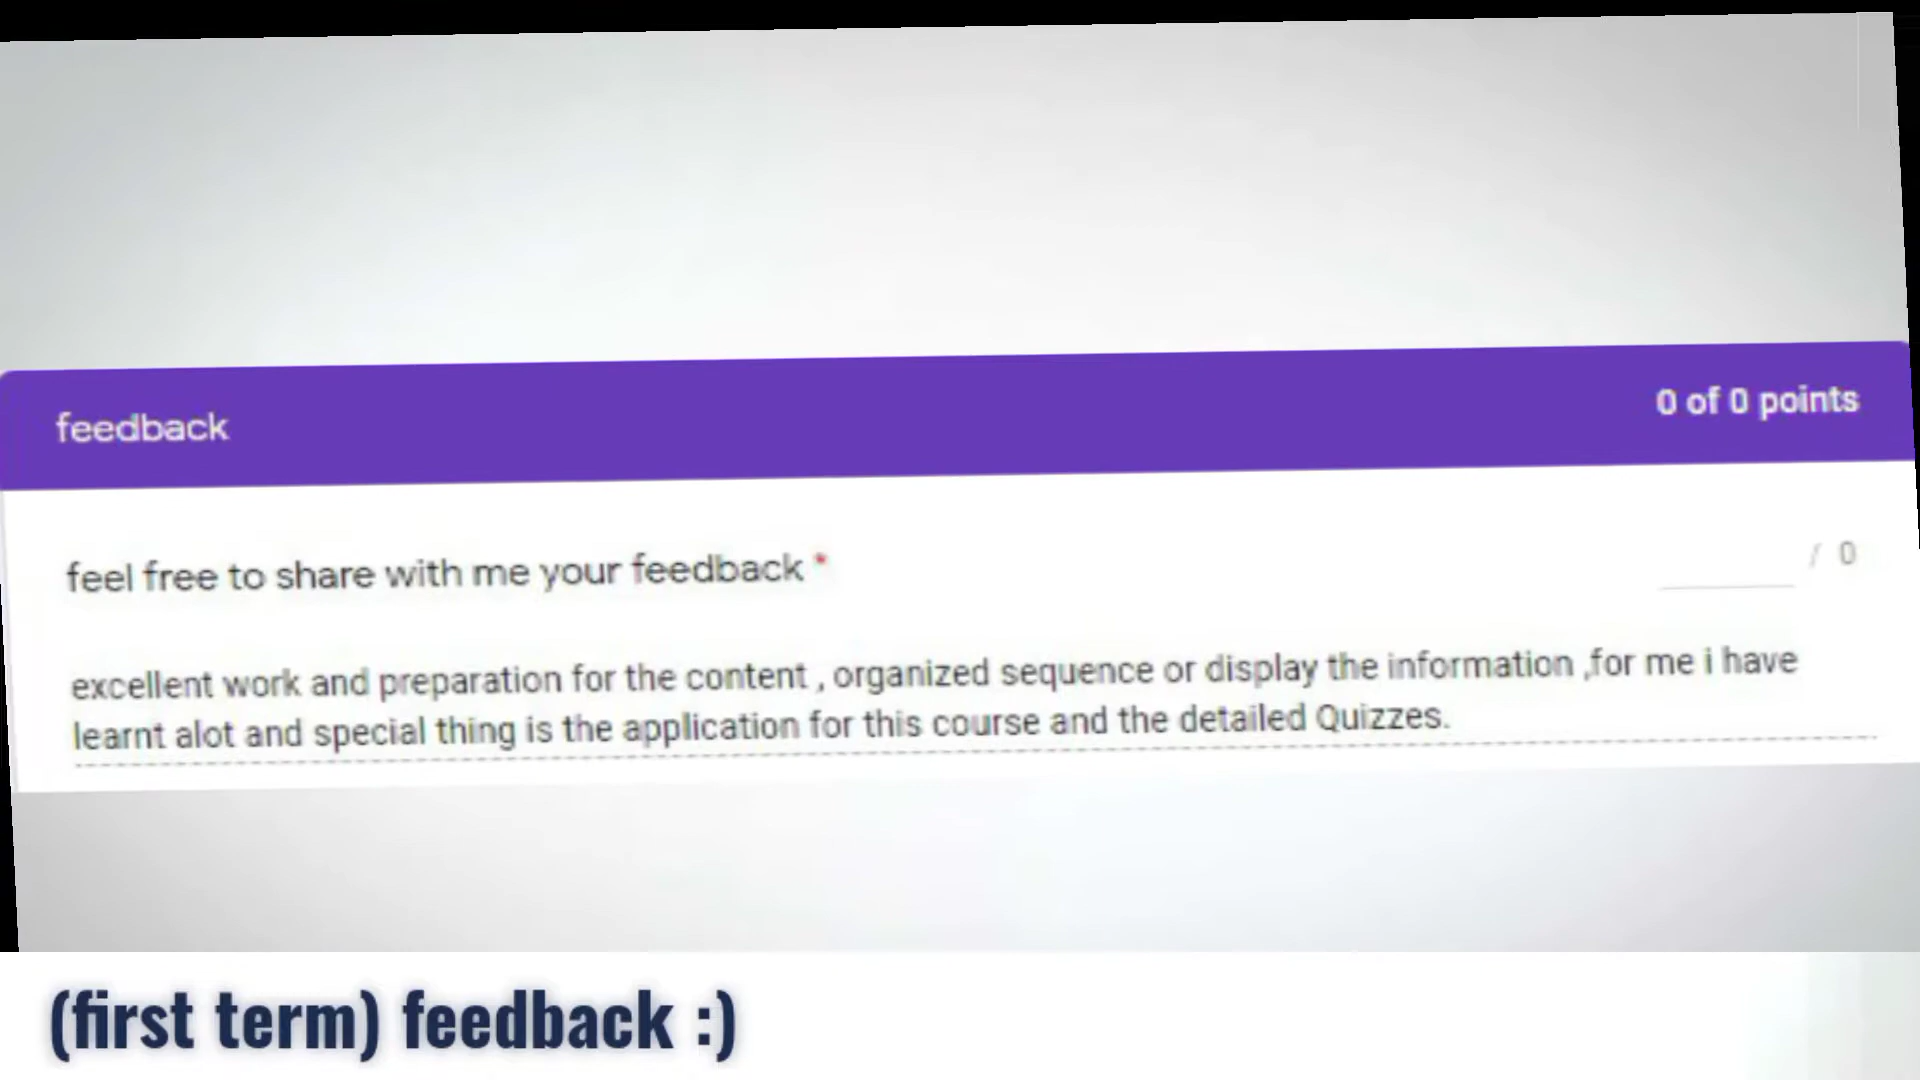 feedback
0 of 0 points
feel free to share with me your feedback *
/ 0
excellent work and preparation for the content , organized sequence or display the information ,for me i have
learnt alot and special thing is the application for this course and the detailed Quizzes.
(first term) feedback :)